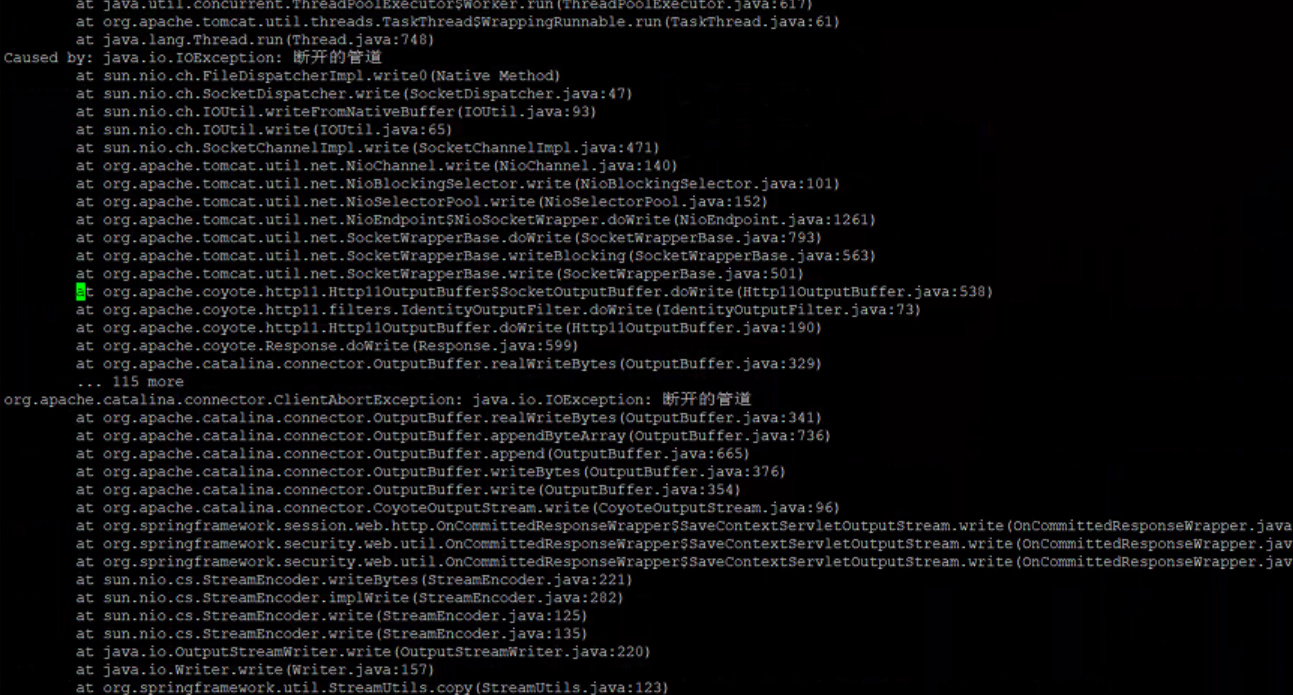 at java.util.concurrent.ThreadPoolExecutor$Worker.run(ThreadPoolExecutor.java:617)
at org.apache.tomcat.util.threads.TaskThread$WrappingRunnable.run(TaskThread.java:61)
at java.lang.Thread.run(Thread.java:748)
Caused by: java.io.IOException: 断开的管道
at sun.nio.ch.FileDispatcherImpl.write0(Native Method)
at sun.nio.ch.SocketDispatcher.write(SocketDispatcher.java:47)
at sun.nio.ch.IOUtil.writeFromNativeBuffer(IOUtil.java:93)
at sun.nio.ch.IOUtil.write(IOUtil.java:65)
at sun.nio.ch.SocketChannelImpl.write(SocketChannelImpl.java:471)
at org.apache.tomcat.util.net.NioChannel.write(NioChannel.java:140)
at org.apache.tomcat.util.net.NioBlockingSelector.write(NioBlockingSelector.java:101)
at org.apache.tomcat.util.net.NioSelectorPool.write(NioSelectorPool.java:152)
at org.apache.tomcat.util.net.NioEndpoint$NioSocketWrapper.doWrite(NioEndpoint.java:1261)
at org.apache.tomcat.util.net.SocketWrapperBase.doWrite(SocketWrapperBase.java:793)
at org.apache.tomcat.util.net.SocketWrapperBase.writeBlocking(SocketWrapperBase.java:563)
at org.apache.tomcat.util.net.SocketWrapperBase.write(SocketWrapperBase.java:501)
at org.apache.coyote.http11.Http11OutputBuffer$SocketOutputBuffer.doWrite(Http11OutputBuffer.java:538)
at org.apache.coyote.http11.filters.IdentityOutputFilter.doWrite(IdentityOutputFilter.java:73)
at org.apache.coyote.http11.Http11OutputBuffer.doWrite(Http11OutputBuffer.java:190)
at org.apache.coyote.Response.doWrite(Response.java:599)
at org.apache.catalina.connector.OutputBuffer.realWriteBytes(OutputBuffer.java:329)
... 115 more
org.apache.catalina.connector.ClientAbortException: java.io.IOException: 断开的管道
at org.apache.catalina.connector.OutputBuffer.realWriteBytes(OutputBuffer.java:341)
at org.apache.catalina.connector.OutputBuffer.appendByteArray(OutputBuffer.java:736)
at org.apache.catalina.connector.OutputBuffer.append(OutputBuffer.java:665)
at org.apache.catalina.connector.OutputBuffer.writeBytes(OutputBuffer.java:376)
at org.apache.catalina.connector.OutputBuffer.write(OutputBuffer.java:354)
at org.apache.catalina.connector.CoyoteOutputStream.write(CoyoteOutputStream.java:96)
at org.springframework.session.web.http.OnCommittedResponseWrapper$SaveContextServletOutputStream.write(OnCommittedResponseWrapper.java
at org.springframework.security.web.util.OnCommittedResponseWrapper$SaveContextServletOutputStream.write(OnCommittedResponseWrapper.jav
at org.springframework.security.web.util.OnCommittedResponseWrapper$SaveContextServletOutputStream.write(OnCommittedResponseWrapper.jav
at sun.nio.cs.StreamEncoder.writeBytes(StreamEncoder.java:221)
at sun.nio.cs.StreamEncoder.implWrite(StreamEncoder.java:282)
at sun.nio.cs.StreamEncoder.write(StreamEncoder.java:125)
at sun.nio.cs.StreamEncoder.write(StreamEncoder.java:135)
at java.io.OutputStreamWriter.write(OutputStreamWriter.java:220)
at java.io.Writer.write(Writer.java:157)
at org.springframework.util.StreamUtils.copy(StreamUtils.java:123)